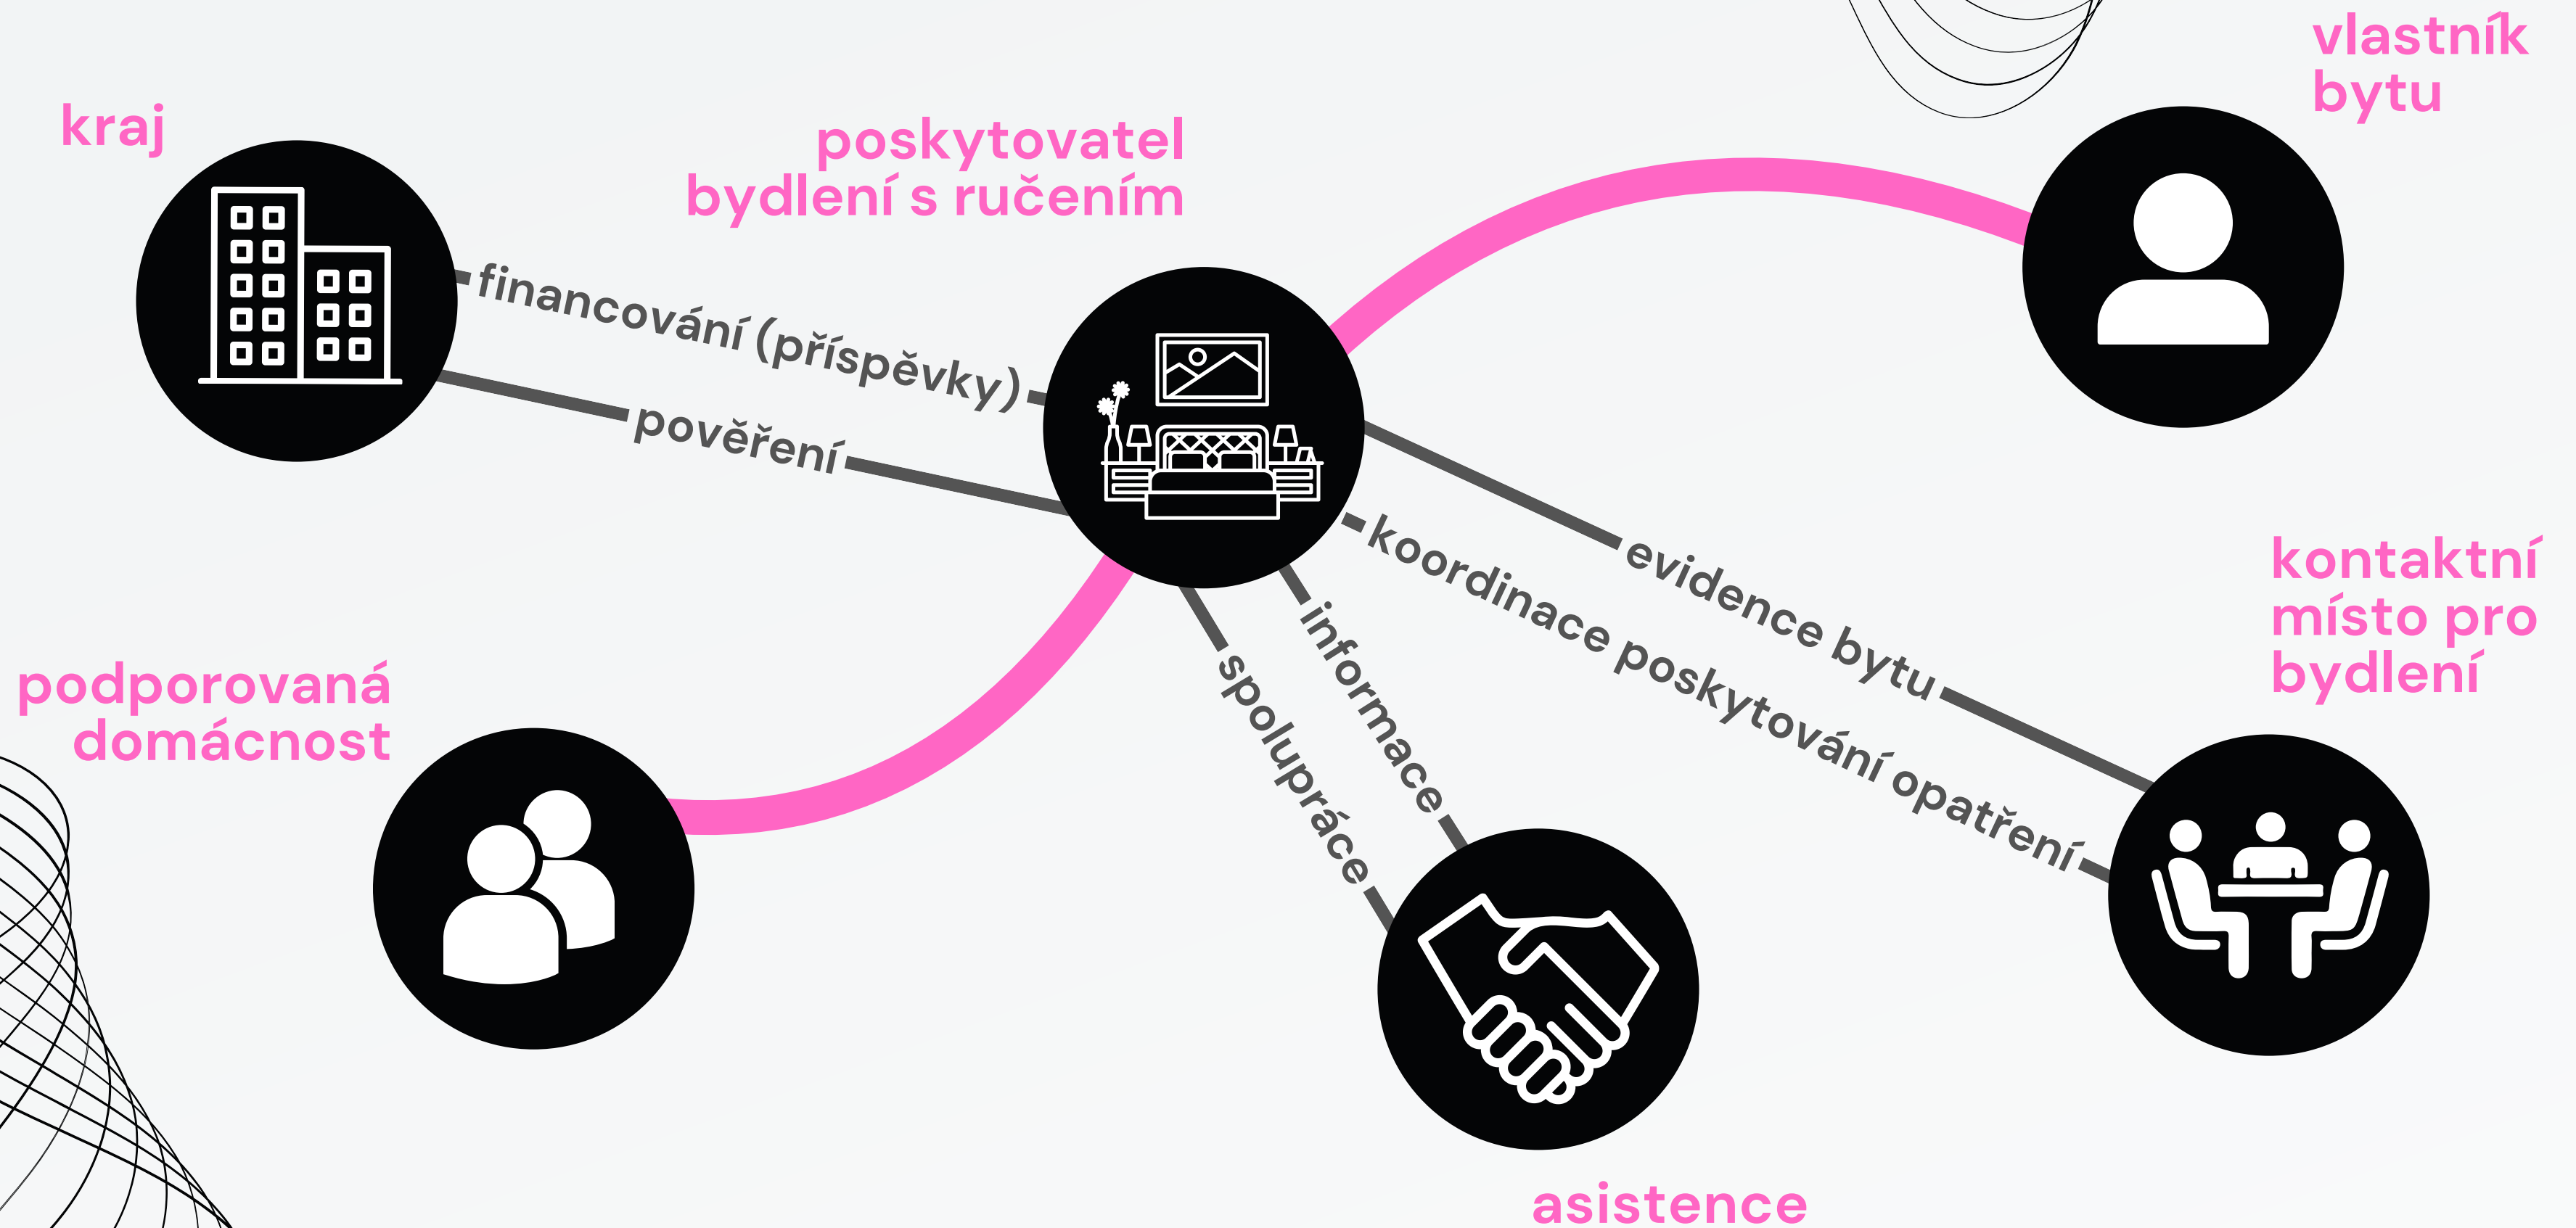 vlastník
bytu
kraj
poskytovatel
bydlení s ručením
financování (příspěvky)
pověření
evidence bytu
koordinace poskytování opatření
informace
spolupráce
kontaktní
místo pro
bydlení
podporovaná
domácnost
asistence